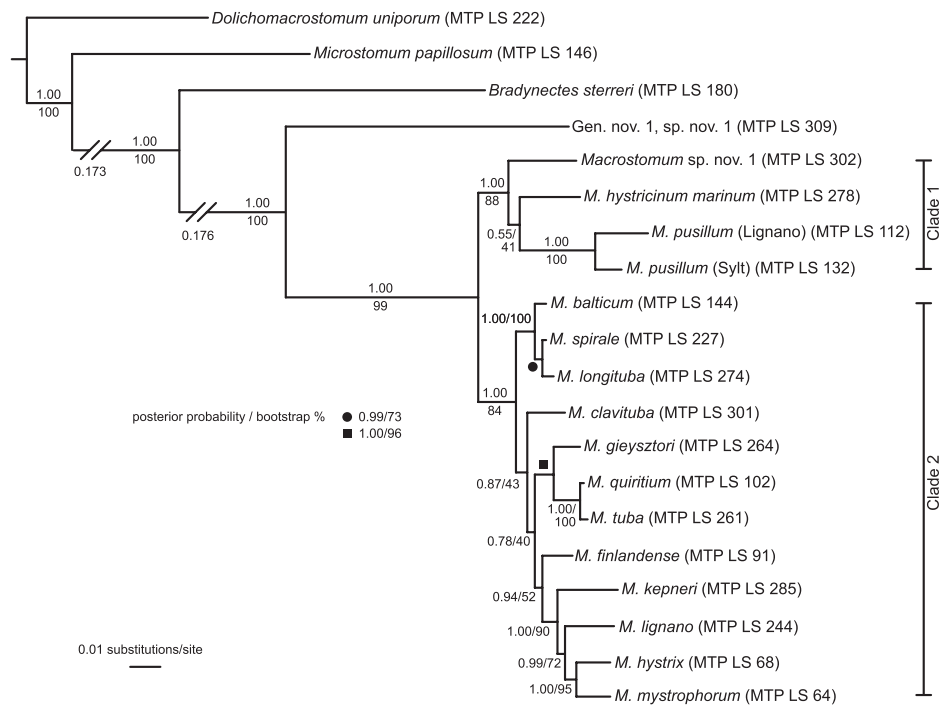 Dolichomacrostomum uniporum (MTP LS 222)
Microstomum papillosum (MTP LS 146)
1.00
100
Bradynectes sterreri (MTP LS 180)
0.173
1.00
100
Gen. nov. 1, sp. nov. 1 (MTP LS 309)
0.176
1.00
100
Macrostomum sp. nov. 1 (MTP LS 302)
1.00
88
M. hystricinum marinum (MTP LS 278)
0.55/
41
M. pusillum (Lignano) (MTP LS 112)
1.00
100
M. pusillum (Sylt) (MTP LS 132)
Clade 1
1.00
99
M. balticum (MTP LS 144)
1.00/100
M. spirale (MTP LS 227)
M. longituba (MTP LS 274)
1.00
84
M. clavituba (MTP LS 301)
posterior probability / bootstrap % ● 0.99/73
■ 1.00/96
M. gieysztori (MTP LS 264)
0.87/43
M. quiritium (MTP LS 102)
1.00/
100
M. tuba (MTP LS 261)
Clade 2
0.78/40
M. finlandense (MTP LS 91)
0.94/52
M. kepneri (MTP LS 285)
1.00/90
M. lignano (MTP LS 244)
0.99/72
M. hystrix (MTP LS 68)
1.00/95
M. mystrophorum (MTP LS 64)
0.01 substitutions/site